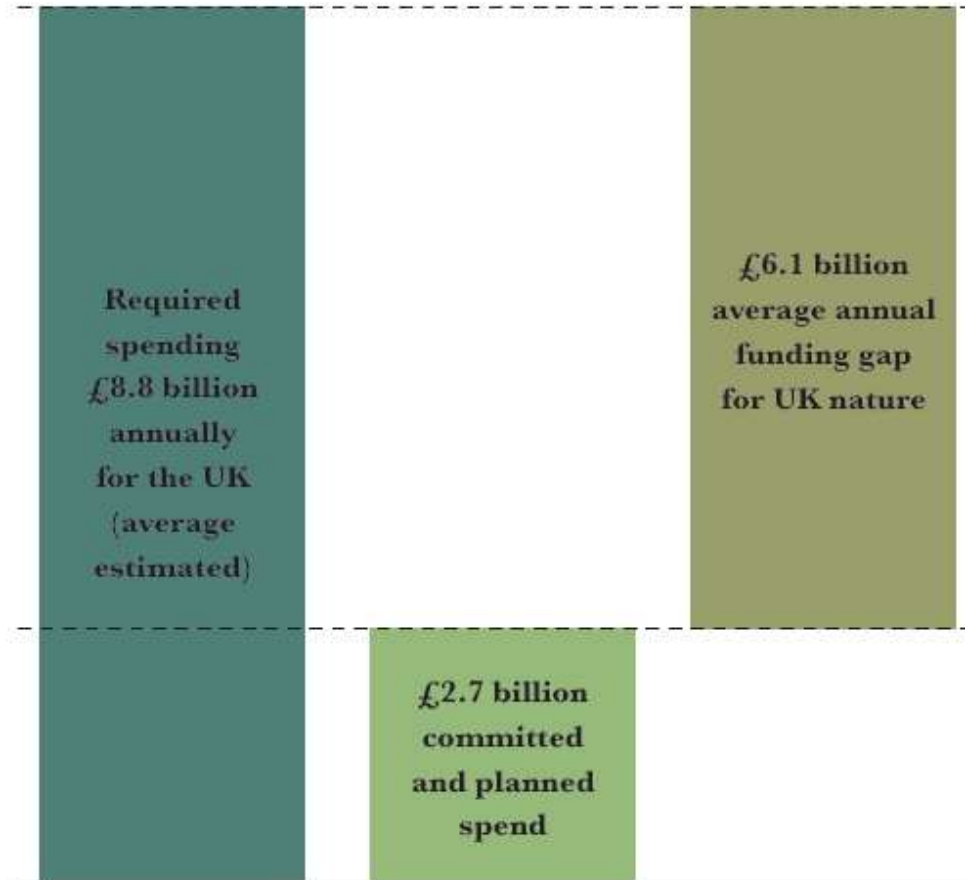 Required
spending
£8.8 billion
annually
for the UK
(average
estimated)
£2.7 billion
committed
and planned
spend
£6.1 billion
average annual
funding gap
for UK nature